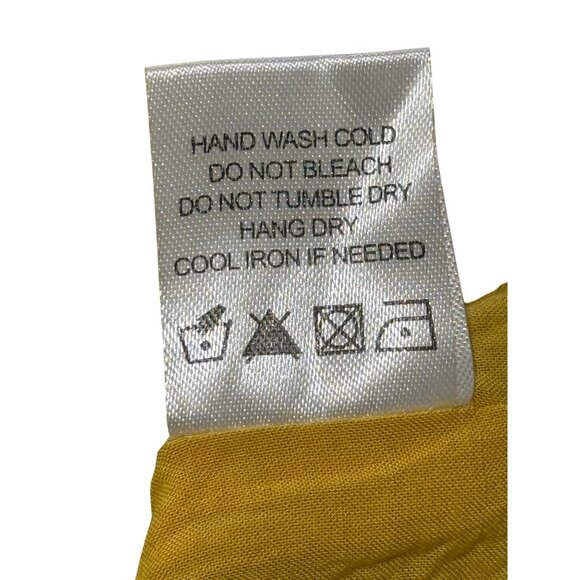 HAND WASH COLD
DO NOT BLEACH
DO NOT TUMBLE DRY
HANG DRY
COOL IRON IF NEEDED